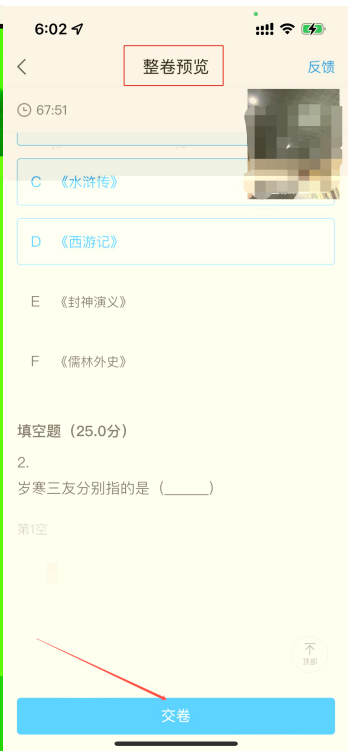 6:02
整卷预览
反馈
67:51
C 《水浒传》
D 《西游记》
E 《封神演义》
F 《儒林外史》
填空题（25.0分）
2.
岁寒三友分别指的是（______）
第1空
顶部
交卷